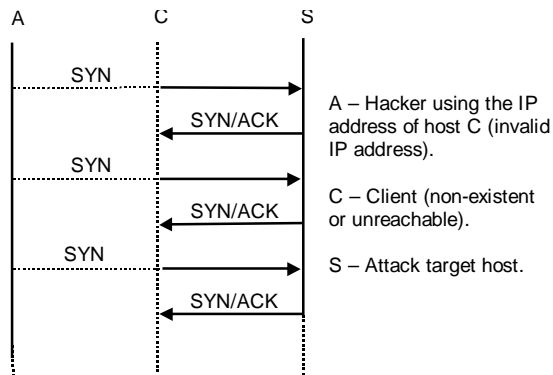 A C S
SYN
SYN/ACK
SYN
SYN/ACK
SYN
SYN/ACK
A – Hacker using the IP
address of host C (invalid
IP address).
C – Client (non-existent
or unreachable).
S – Attack target host.